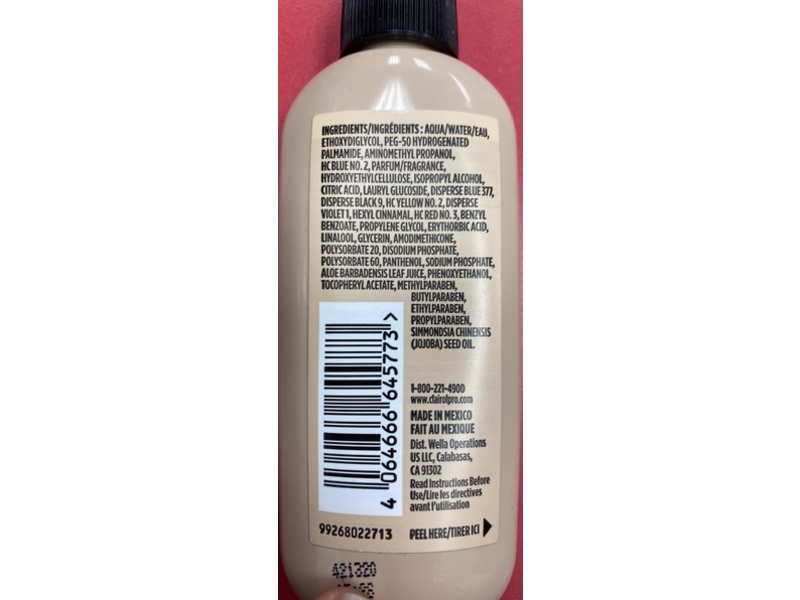 INGREDIENTS/INGRÉDIENTS: AQUA/WATER/EAU,
ETHOXYDIGLYCOL, PEG-50 HYDROGENATED
PALMAMIDE, AMINOMETHYL PROPANOL,
HC BLUE NO. 2, PARFUM/FRAGRANCE,
HYDROXYETHYLCELLULOSE, ISOPROPYL ALCOHOL,
CITRIC ACID, LAURYL GLUCOSIDE, DISPERSE BLUE 377,
DISPERSE BLACK 9, HC YELLOW NO. 2, DISPERSE
VIOLET 1, HEXYL CINNAMAL, HC RED NO. 3, BENZYL
BENZOATE, PROPYLENE GLYCOL, ERYTHORBIC ACID,
LINALOOL, GLYCERIN, AMODIMETHICONE,
POLYSORBATE 20, DISODIUM PHOSPHATE,
POLYSORBATE 60, PANTHENOL, SODIUM PHOSPHATE,
ALOE BARBADENSIS LEAF JUICE, PHENOXYETHANOL,
TOCOPHERYL ACETATE, METHYLPARABEN,
BUTYLPARABEN,
ETHYLPARABEN,
PROPYLPARABEN,
SIMMONDSIA CHINENSIS
(JOJOBA) SEED OIL.
4 064666 645773 >
1-800-221-4900
www.clairolpro.com
MADE IN MEXICO
FAIT AU MEXIQUE
Dist. Wella Operations
US LLC, Calabasas,
CA 91302
Read Instructions Before
Use/Lire les directives
avant l'utilisation
99268022713
PEEL HERE/TIRER ICI
421320